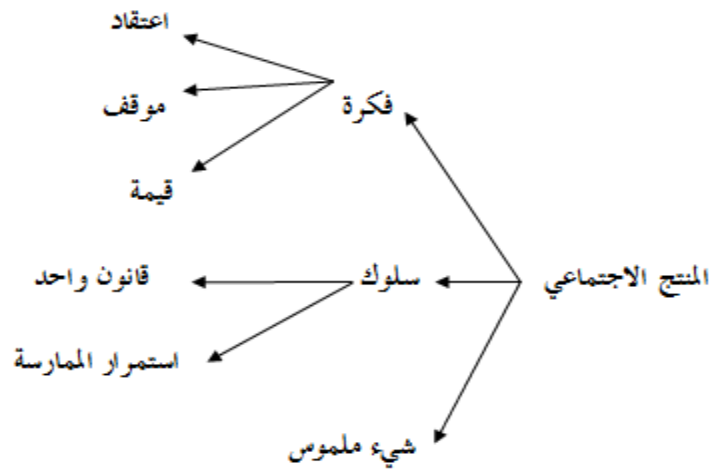 اعتقاد
فكرة
موقف
قيمة
المنتج الاجتماعي
سلوك
قانون واحد
استمرار الممارسة
شيء ملموس